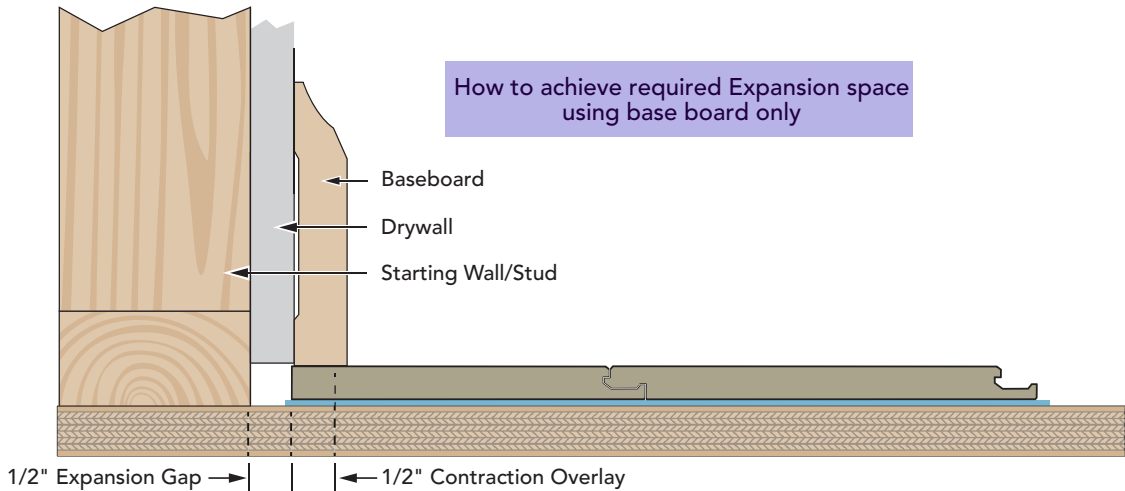 How to achieve required Expansion space
using base board only
Baseboard
Drywall
Starting Wall/Stud
1/2" Expansion Gap
1/2" Contraction Overlay